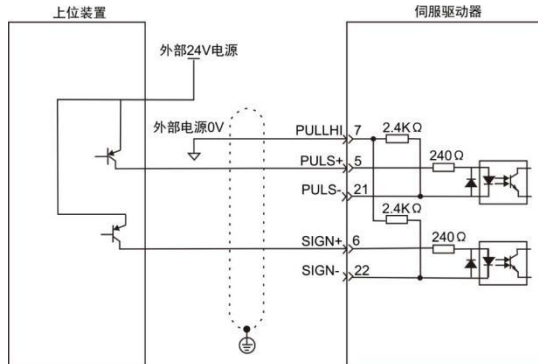 上位装置
伺服驱动器
外部24V电源
外部电源0V
PULLHI 7
2.4KΩ
PULS+ 5
240Ω
PULS- 21
2.4KΩ
SIGN+ 6
240Ω
SIGN- 22